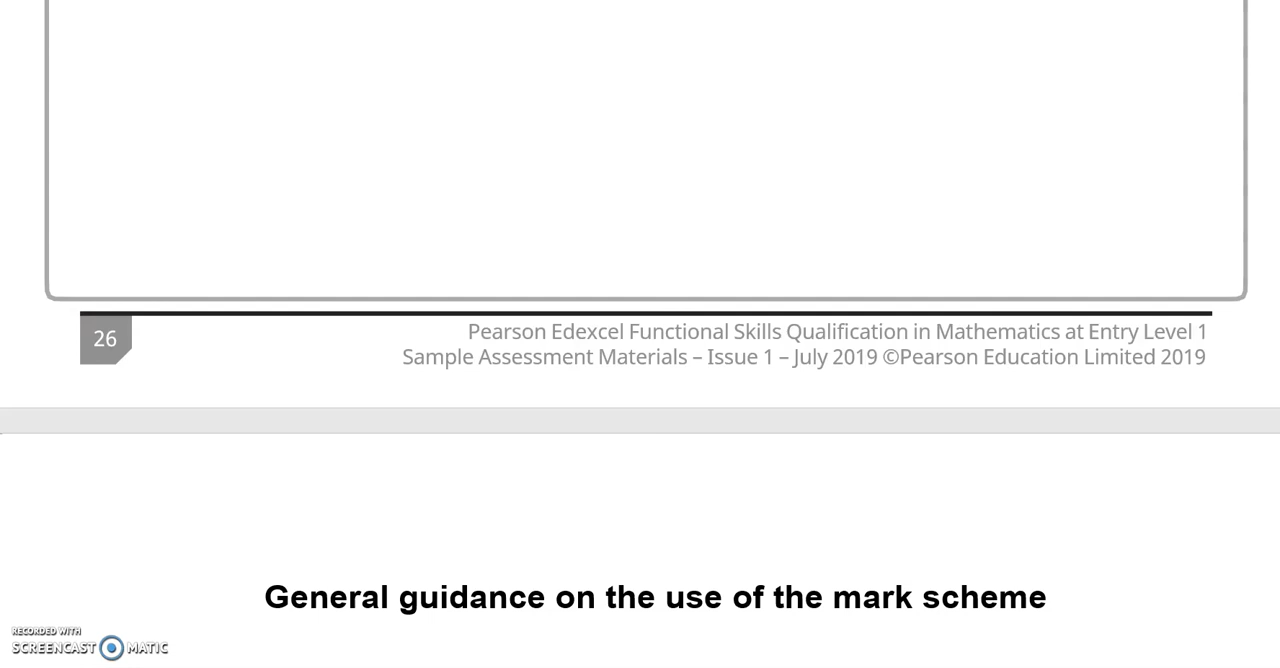 26
Pearson Edexcel Functional Skills Qualification in Mathematics at Entry Level 1
Sample Assessment Materials – Issue 1 – July 2019 ©Pearson Education Limited 2019
General guidance on the use of the mark scheme
RECORDED WITH
SCREENCAST MATIC